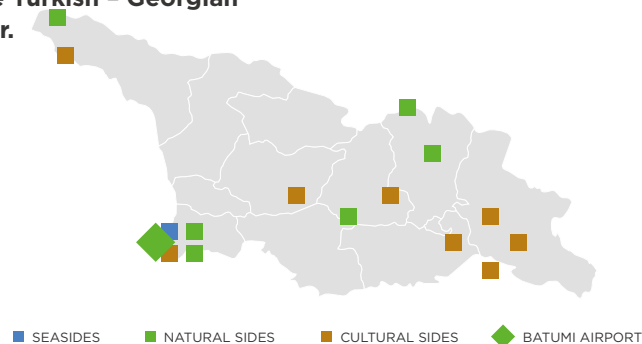 Turkish – Georgian
r.
SEASIDES
NATURAL SIDES
CULTURAL SIDES
BATUMI AIRPORT